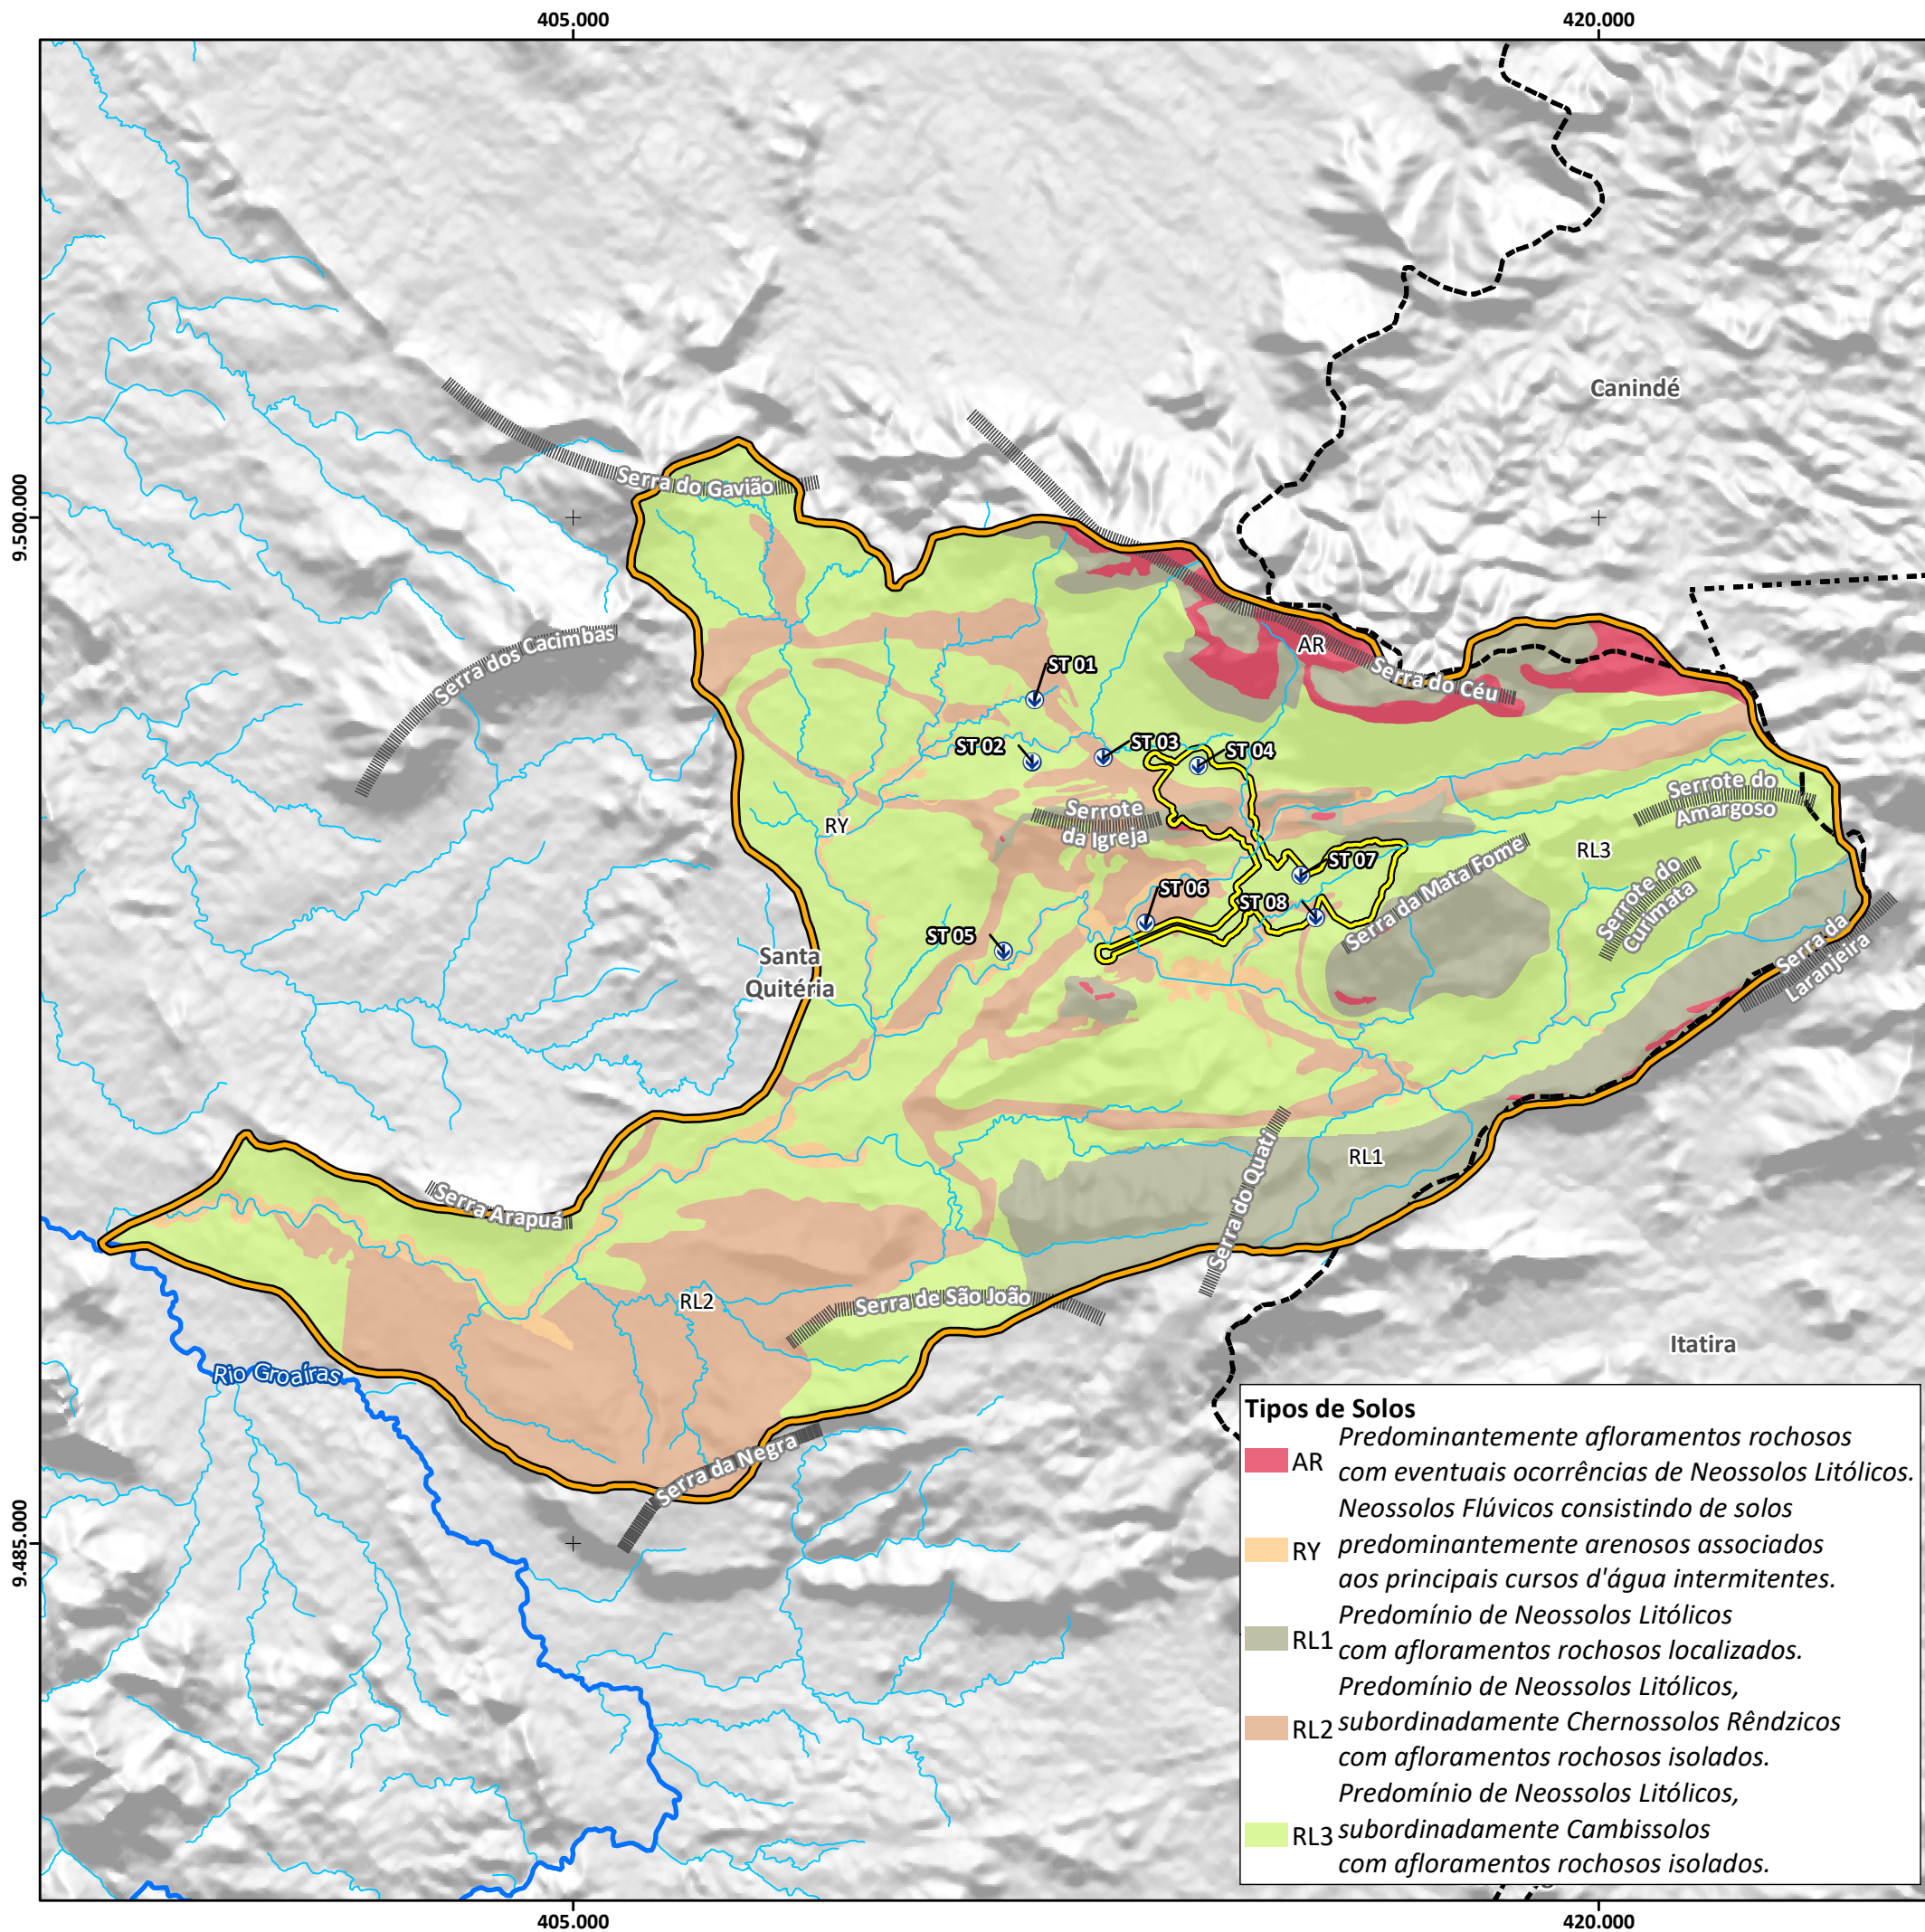 405.000
420.000
Canindé
9.500.000
Serra do Gavião
Serra dos Cacimbas
AR
Serra do Céu
ST 01
ST 02
ST 03
ST 04
Serrote
da Igreja
Serrote do
Amargoso
RY
RL3
ST 07
Serra da Mata Fome
ST 06
ST 08
Serrote do
Curimata
ST 05
Serra da
Laranjeira
Santa
Quitéria
Serra do Quati
RL1
Serra Arapuá
RL2
Serra de São João
Itatira
Rio Groaíras
Serra da Negra
9.485.000
Tipos de Solos
AR
Predominantemente afloramentos rochosos
com eventuais ocorrências de Neossolos Litólicos.
RY
Neossolos Flúvicos consistindo de solos
predominantemente arenosos associados
aos principais cursos d'água intermitentes.
RL1
Predomínio de Neossolos Litólicos
com afloramentos rochosos localizados.
RL2
Predomínio de Neossolos Litólicos,
subordinadamente Chernossolos Rêndzicos
com afloramentos rochosos isolados.
RL3
Predomínio de Neossolos Litólicos,
subordinadamente Cambissolos
com afloramentos rochosos isolados.
405.000
420.000